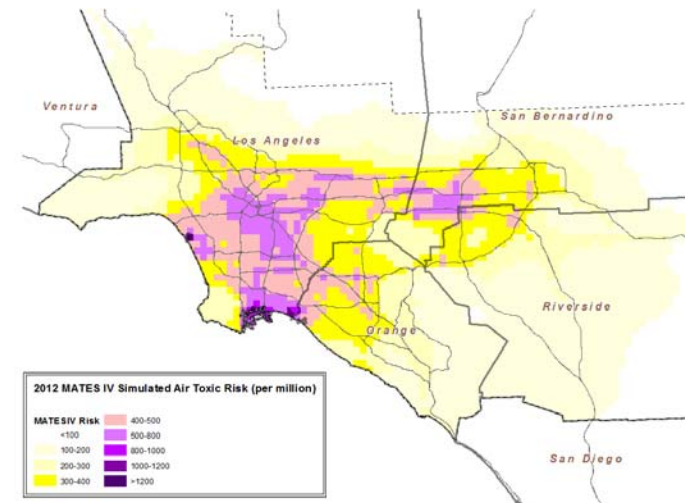 Ventura
Los Angeles
San Bernardino
Riverside
Orange
San Diego
2012 MATES IV Simulated Air Toxic Risk (per million)
MATESIV Risk
<100
100-200
200-300
300-400
400-500
500-800
800-1000
1000-1200
>1200